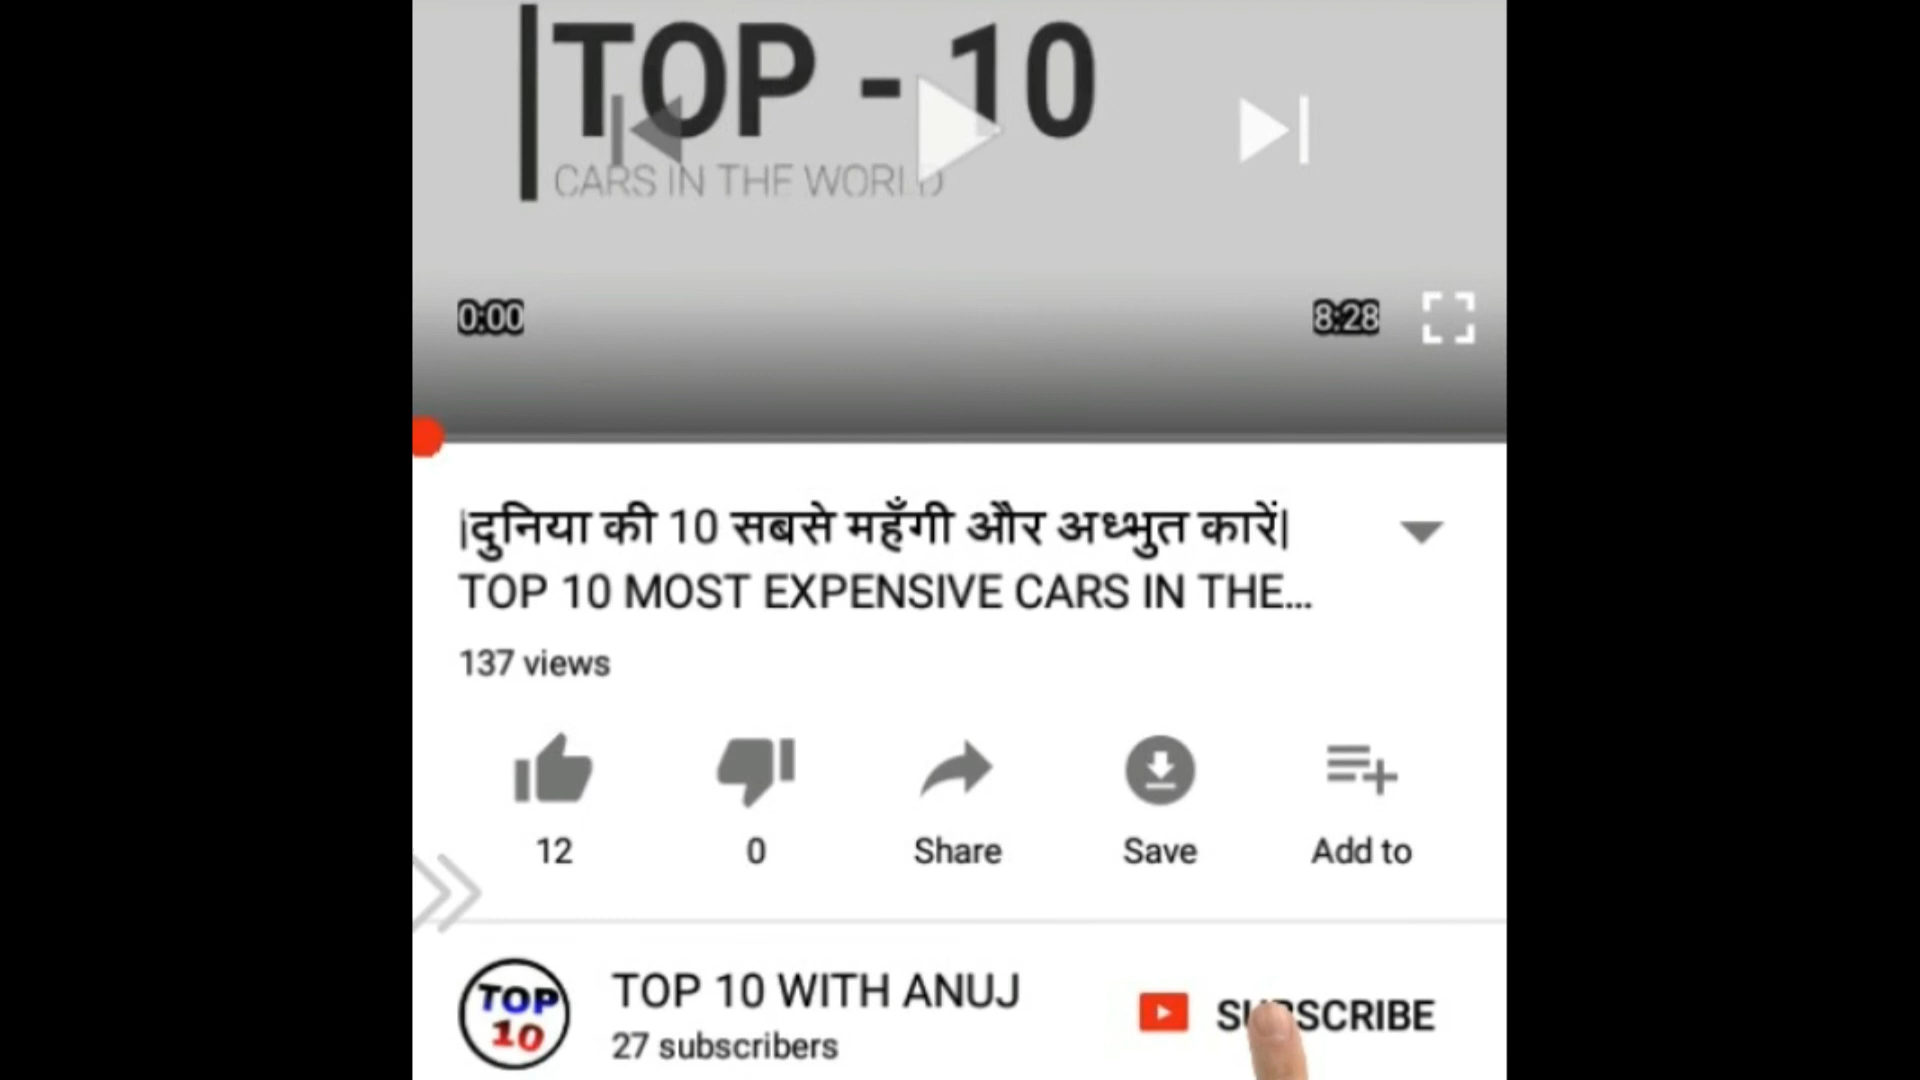 TOP - 10
CARS IN THE WORLD
0:00
8:28
|दुनिया की 10 सबसे महँगी और अध्भुत कारें|
TOP 10 MOST EXPENSIVE CARS IN THE...
137 views
12
0
Share
Save
Add to
TOP 10
TOP 10 WITH ANUJ
27 subscribers
SUBSCRIBE